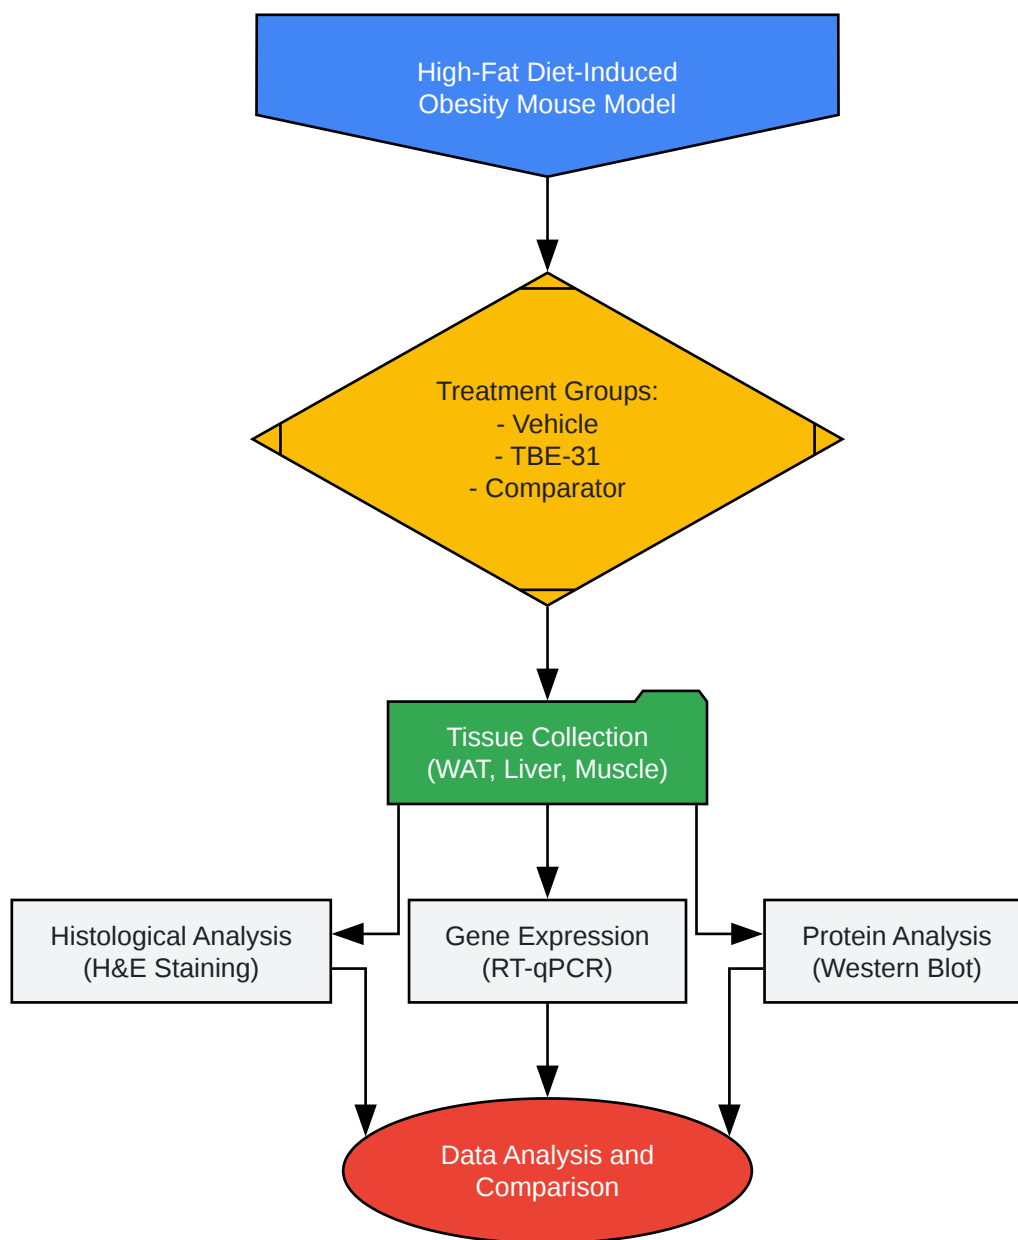 High-Fat Diet-Induced
Obesity Mouse Model
Treatment Groups:
- Vehicle
- TBE-31
- Comparator
Tissue Collection
(WAT, Liver, Muscle)
Histological Analysis
(H&E Staining)
Gene Expression
(RT-qPCR)
Protein Analysis
(Western Blot)
Data Analysis and
Comparison